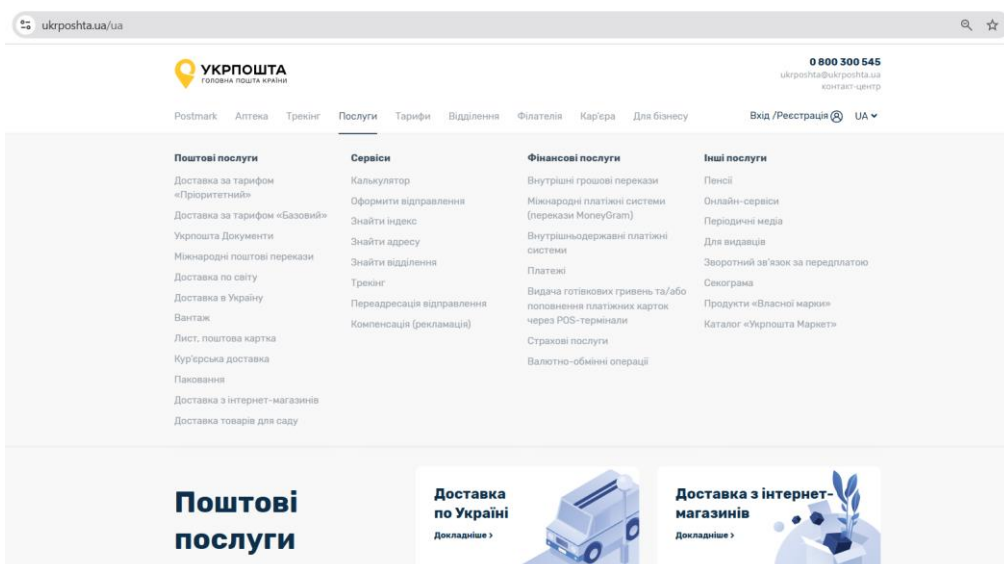 ukrposhta.ua/ua
УКРПОШТА
ГОЛОВНА ПОШТА КРАЇНИ
0 800 300 545
ukrposhta@ukrposhta.ua
контакт-центр
Postmark Аптека Трекінг Послуги Тарифи Відділення Філателія Кар'єра Для бізнесу Вхід /Реєстрація UA
Поштові послуги
Доставка за тарифом
«Пріоритетний»
Доставка за тарифом «Базовий»
Укрпошта Документи
Міжнародні поштові перекази
Доставка по світу
Доставка в Україну
Вантаж
Лист, поштова картка
Кур'єрська доставка
Паковання
Доставка з інтернет-магазинів
Доставка товарів для саду
Сервіси
Калькулятор
Оформити відправлення
Знайти індекс
Знайти адресу
Знайти відділення
Трекінг
Переадресація відправлення
Компенсація (рекламація)
Фінансові послуги
Внутрішні грошові перекази
Міжнародні платіжні системи
(перекази MoneyGram)
Внутрішньодержавні платіжні
системи
Платежі
Видача готівкових гривень та/або
поповнення платіжних карток
через POS-термінали
Страхові послуги
Валютно-обмінні операції
Інші послуги
Пенсії
Онлайн-сервіси
Періодичні медіа
Для видавців
Зворотний зв'язок за передплатою
Секограма
Продукти «Власної марки»
Каталог «Укрпошта Маркет»
Поштові
послуги
Доставка
по Україні
Докладніше >
Доставка з інтернет-
магазинів
Докладніше >